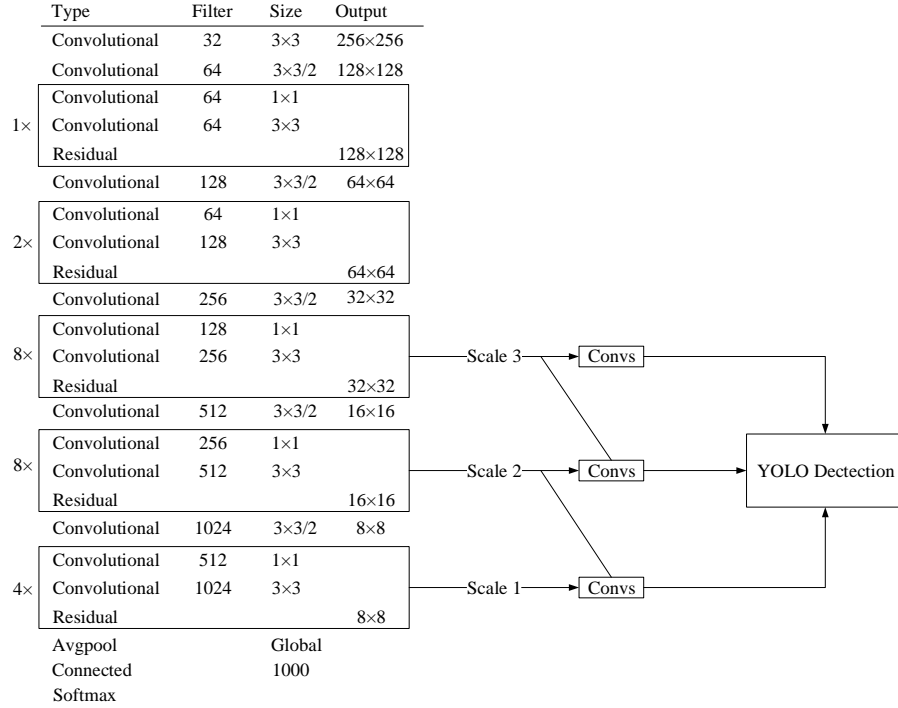 Type Filter Size Output
Convolutional 32 3×3 256×256
Convolutional 64 3×3/2 128×128
Convolutional 64 1×1
1× Convolutional 64 3×3
Residual 128×128
Convolutional 128 3×3/2 64×64
Convolutional 64 1×1
2× Convolutional 128 3×3
Residual 64×64
Convolutional 256 3×3/2 32×32
Convolutional 128 1×1
8× Convolutional 256 3×3 Scale 3 Convs
Residual 32×32
Convolutional 512 3×3/2 16×16
Convolutional 256 1×1
8× Convolutional 512 3×3 Scale 2 Convs YOLO Dectection
Residual 16×16
Convolutional 1024 3×3/2 8×8
Convolutional 512 1×1
4× Convolutional 1024 3×3 Scale 1 Convs
Residual 8×8
Avgpool Global
Connected 1000
Softmax